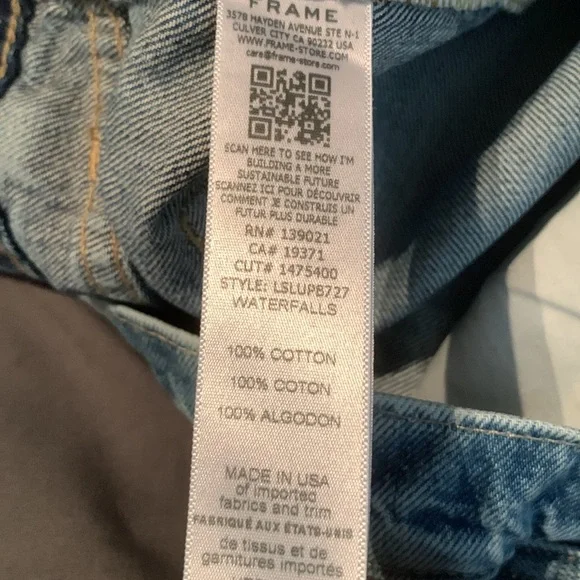 FRAME
3578 HAYDEN AVENUE STE N-1
CULVER CITY CA 90232 USA
WWW.FRAME-STORE.COM
care@frame-store.com
SCAN HERE TO SEE HOW I'M
BUILDING A MORE
SUSTAINABLE FUTURE
SCANNEZ ICI POUR DÉCOUVRIR
COMMENT JE CONSTRUIS UN
FUTUR PLUS DURABLE
RN# 139021
CA# 19371
CUT# 1475400
STYLE: LSLUPB727
WATERFALLS
100% COTTON
100% COTON
100% ALGODON
MADE IN USA
of imported
fabrics and trim
FABRIQUÉ AUX ÉTATS-UNIS
de tissus et de
garnitures importés